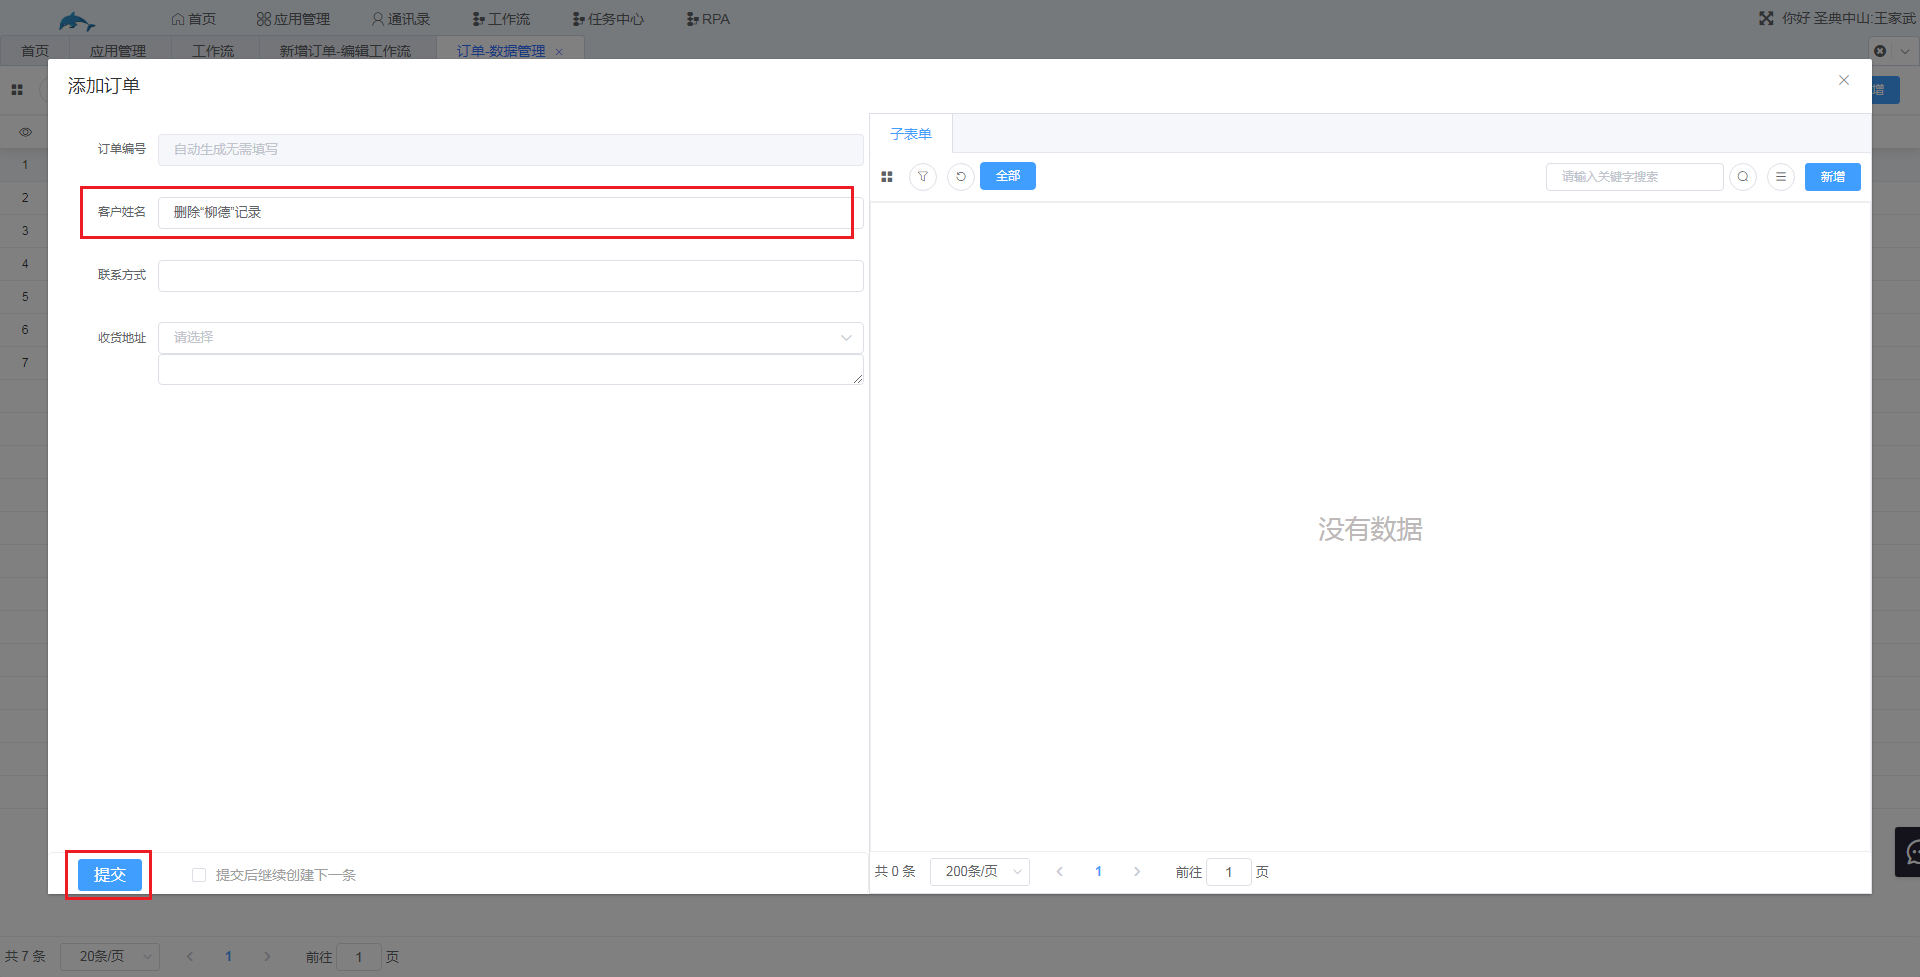 首页 应用管理 通讯录 工作流 任务中心 RPA 你好 圣典中山:王家武
首页 应用管理 工作流 新增订单-编辑工作流 订单-数据管理 ×
添加订单
增
订单编号 自动生成无需填写
客户姓名 删除“柳德”记录
联系方式
收货地址 请选择
子表单
全部 请输入关键字搜索 新增
没有数据
1
2
3
4
5
6
7
提交 提交后继续创建下一条
共 0 条 200条/页 1 前往 1 页
共 7 条 20条/页 1 前往 1 页